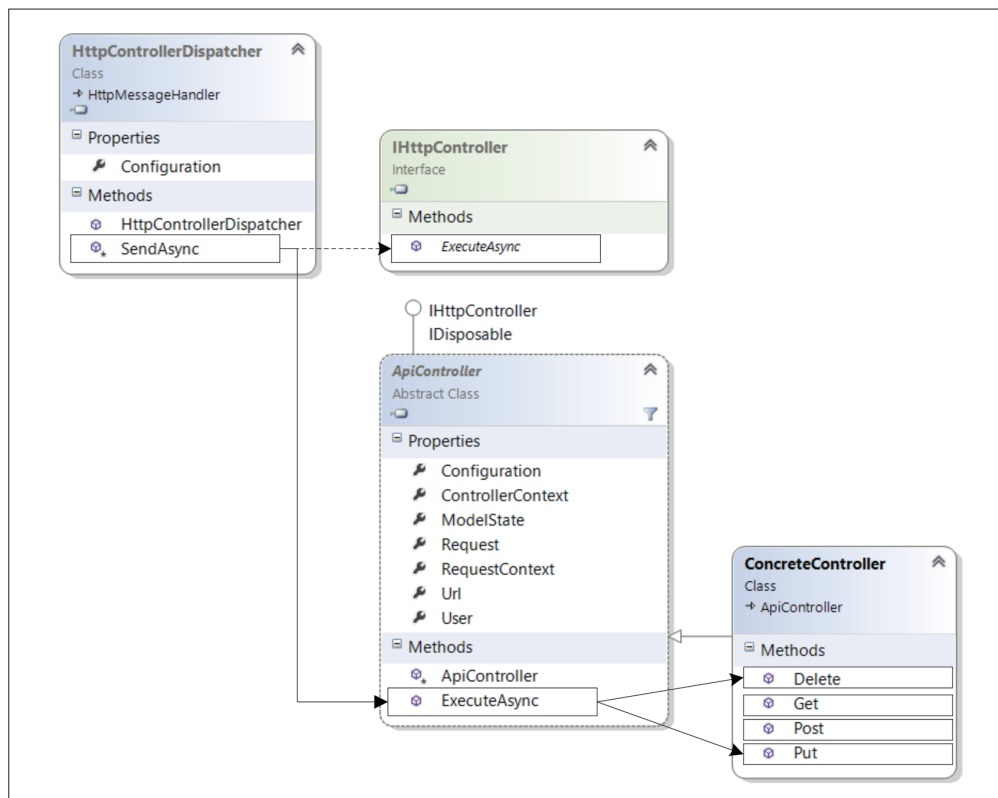 HttpControllerDispatcher
Class
HttpMessageHandler
Properties
Configuration
Methods
HttpControllerDispatcher
SendAsync
IHttpController
Interface
Methods
ExecuteAsync
IHttpController
IDisposable
ApiController
Abstract Class
Properties
Configuration
ControllerContext
ModelState
Request
RequestContext
Url
User
Methods
ApiController
ExecuteAsync
ConcreteController
Class
ApiController
Methods
Delete
Get
Post
Put